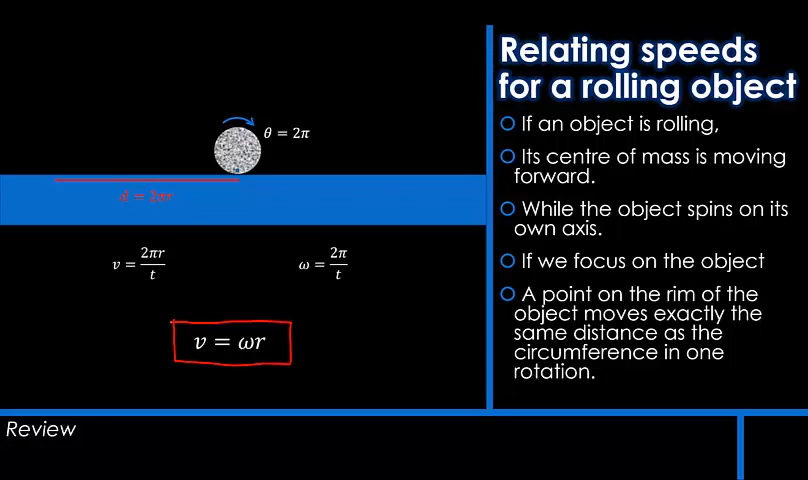 Relating speeds
for a rolling object
If an object is rolling,
Its centre of mass is moving
forward.
While the object spins on its
own axis.
If we focus on the object
A point on the rim of the
object moves exactly the
same distance as the
circumference in one
rotation.
θ = 2π
d = 2πr
v = 2πr/t
ω = 2π/t
v = ωr
Review